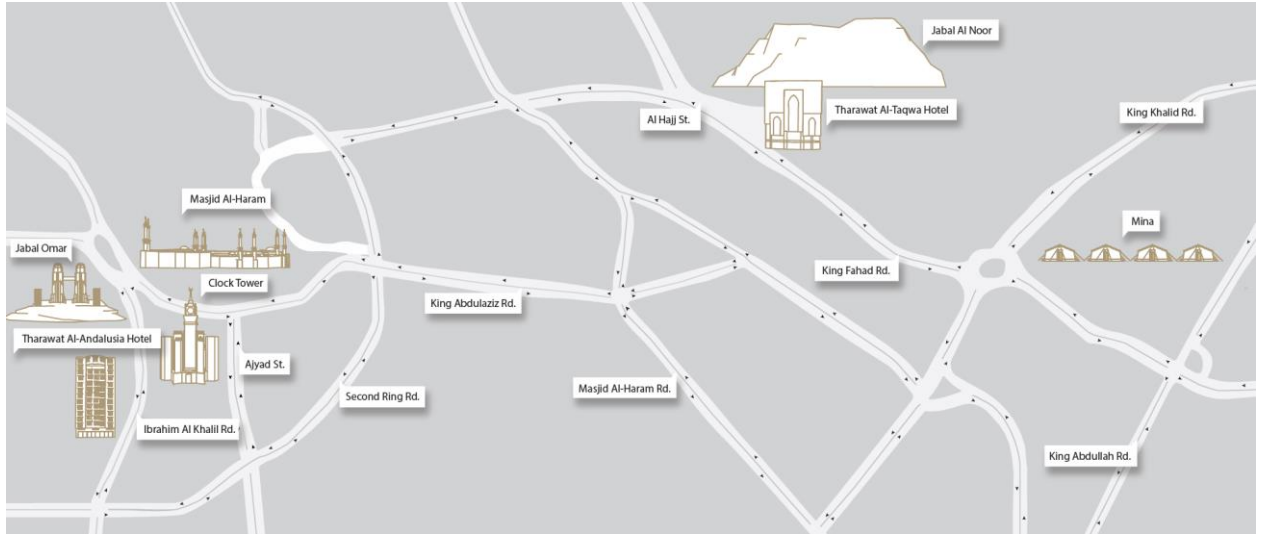 Jabal Al Noor
Al Hajj St.
Tharawat Al-Taqwa Hotel
King Khalid Rd.
Masjid Al-Haram
Mina
Jabal Omar
Clock Tower
King Fahad Rd.
King Abdulaziz Rd.
Tharawat Al-Andalusia Hotel
Ajyad St.
Masjid Al-Haram Rd.
Second Ring Rd.
Ibrahim Al Khalil Rd.
King Abdullah Rd.